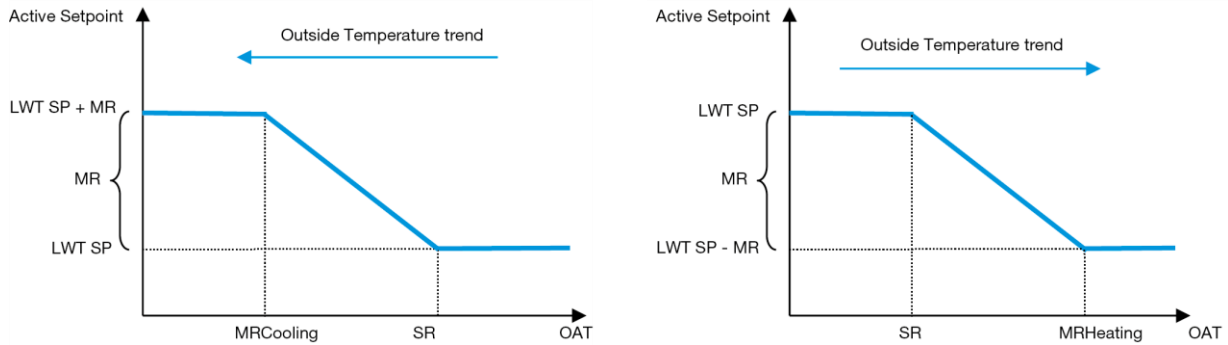 Active Setpoint
Outside Temperature trend
LWT SP + MR
MR
LWT SP
MRCooling
SR
OAT
Active Setpoint
Outside Temperature trend
LWT SP
MR
LWT SP - MR
SR
MRHeating
OAT